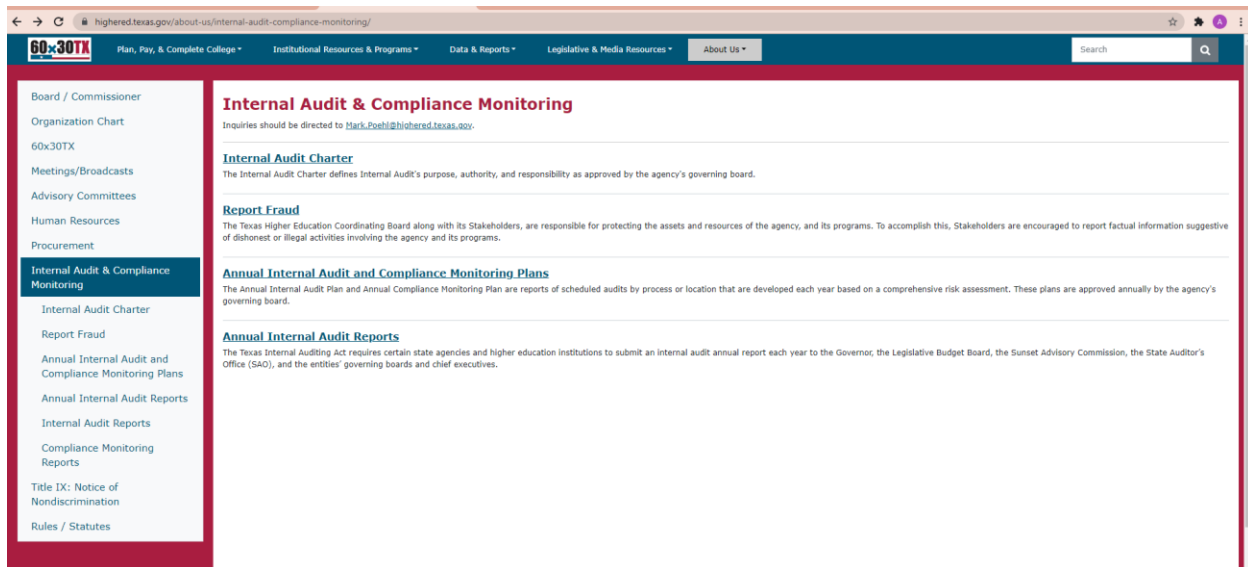 highered.texas.gov/about-us/internal-audit-compliance-monitoring/
A
60x30TX
Plan, Pay, & Complete College
Institutional Resources & Programs
Data & Reports
Legislative & Media Resources
About Us
Search
Board / Commissioner
Organization Chart
60x30TX
Meetings/Broadcasts
Advisory Committees
Human Resources
Procurement
Internal Audit & Compliance
Monitoring
Internal Audit Charter
Report Fraud
Annual Internal Audit and
Compliance Monitoring Plans
Annual Internal Audit Reports
Internal Audit Reports
Compliance Monitoring
Reports
Title IX: Notice of
Nondiscrimination
Rules / Statutes
Internal Audit & Compliance Monitoring
Inquiries should be directed to Mark.Poehl@highered.texas.gov.
Internal Audit Charter
The Internal Audit Charter defines Internal Audit's purpose, authority, and responsibility as approved by the agency's governing board.
Report Fraud
The Texas Higher Education Coordinating Board along with its Stakeholders, are responsible for protecting the assets and resources of the agency, and its programs. To accomplish this, Stakeholders are encouraged to report factual information suggestive
of dishonest or illegal activities involving the agency and its programs.
Annual Internal Audit and Compliance Monitoring Plans
The Annual Internal Audit Plan and Annual Compliance Monitoring Plan are reports of scheduled audits by process or location that are developed each year based on a comprehensive risk assessment. These plans are approved annually by the agency's
governing board.
Annual Internal Audit Reports
The Texas Internal Auditing Act requires certain state agencies and higher education institutions to submit an internal audit annual report each year to the Governor, the Legislative Budget Board, the Sunset Advisory Commission, the State Auditor's
Office (SAO), and the entities' governing boards and chief executives.